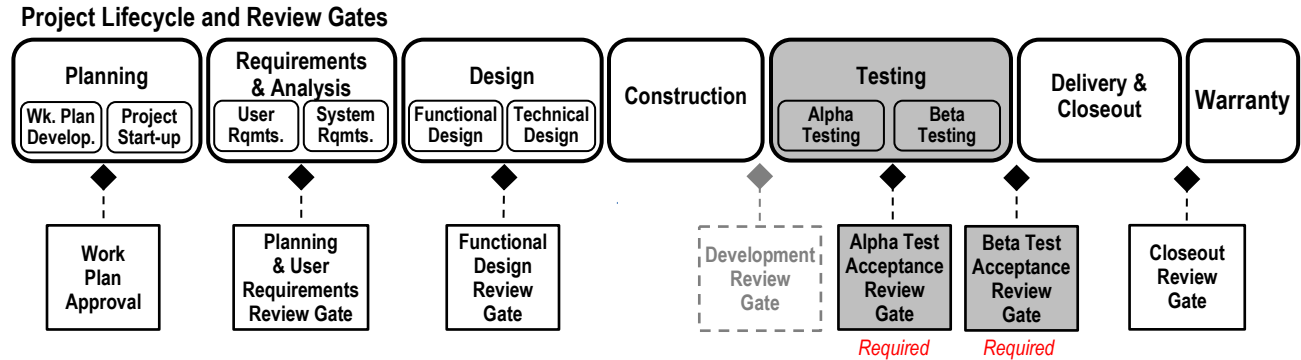 Project Lifecycle and Review Gates
Planning
Wk. Plan
Develop.
Project
Start-up
Requirements
& Analysis
User
Rqmts.
System
Rqmts.
Design
Functional
Design
Technical
Design
Construction
Testing
Alpha
Testing
Beta
Testing
Delivery &
Closeout
Warranty
Work
Plan
Approval
Planning
& User
Requirements
Review Gate
Functional
Design
Review
Gate
Development
Review
Gate
Alpha Test
Acceptance
Review
Gate
Required
Beta Test
Acceptance
Review
Gate
Required
Closeout
Review
Gate